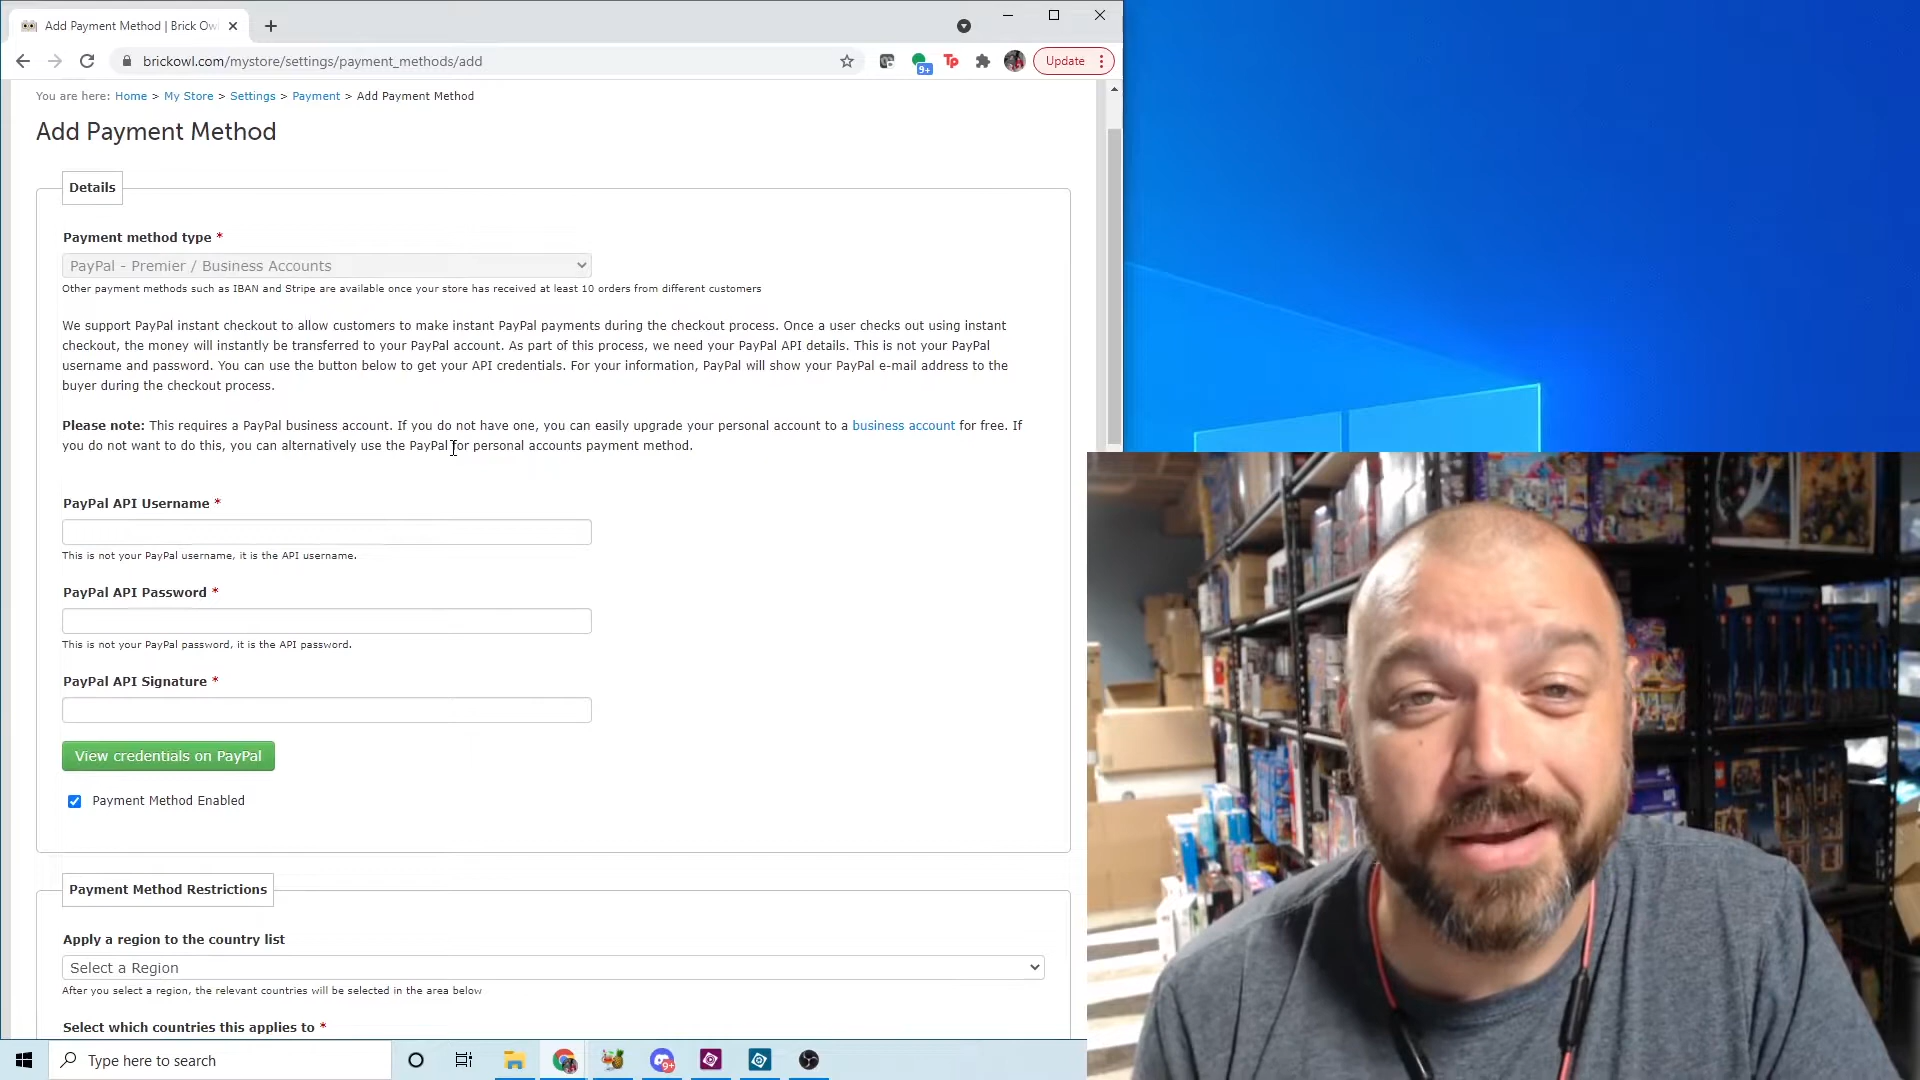 Add Payment Method | Brick Ow
brickowl.com/mystore/settings/payment_methods/add
Tp
9+
Update
You are here: Home > My Store > Settings > Payment > Add Payment Method
Add Payment Method
Details
Payment method type *
PayPal - Premier / Business Accounts
Other payment methods such as IBAN and Stripe are available once your store has received at least 10 orders from different customers
We support PayPal instant checkout to allow customers to make instant PayPal payments during the checkout process. Once a user checks out using instant
checkout, the money will instantly be transferred to your PayPal account. As part of this process, we need your PayPal API details. This is not your PayPal
username and password. You can use the button below to get your API credentials. For your information, PayPal will show your PayPal e-mail address to the
buyer during the checkout process.
Please note: This requires a PayPal business account. If you do not have one, you can easily upgrade your personal account to a business account for free. If
you do not want to do this, you can alternatively use the PayPal for personal accounts payment method.
PayPal API Username *
This is not your PayPal username, it is the API username.
PayPal API Password *
This is not your PayPal password, it is the API password.
PayPal API Signature *
View credentials on PayPal
Payment Method Enabled
Payment Method Restrictions
Apply a region to the country list
Select a Region
After you select a region, the relevant countries will be selected in the area below
Select which countries this applies to *
Type here to search
9+